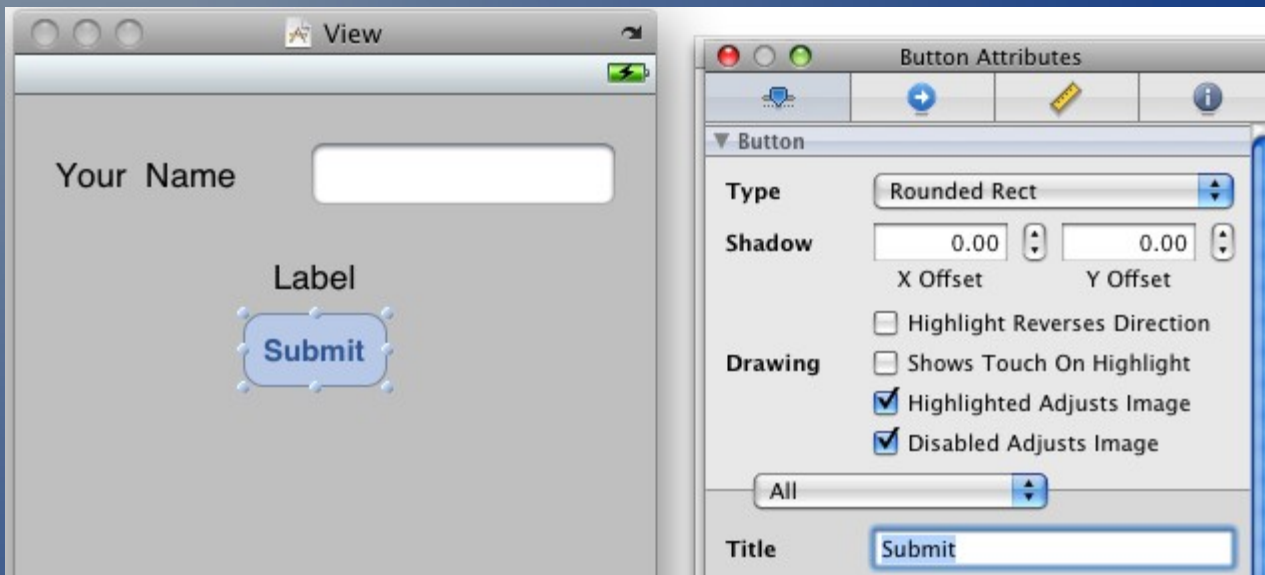 View
Your Name
Label
Submit
Button Attributes
Button
Type Rounded Rect
Shadow 0.00 0.00
X Offset Y Offset
Highlight Reverses Direction
Drawing Shows Touch On Highlight
Highlighted Adjusts Image
Disabled Adjusts Image
All
Title Submit